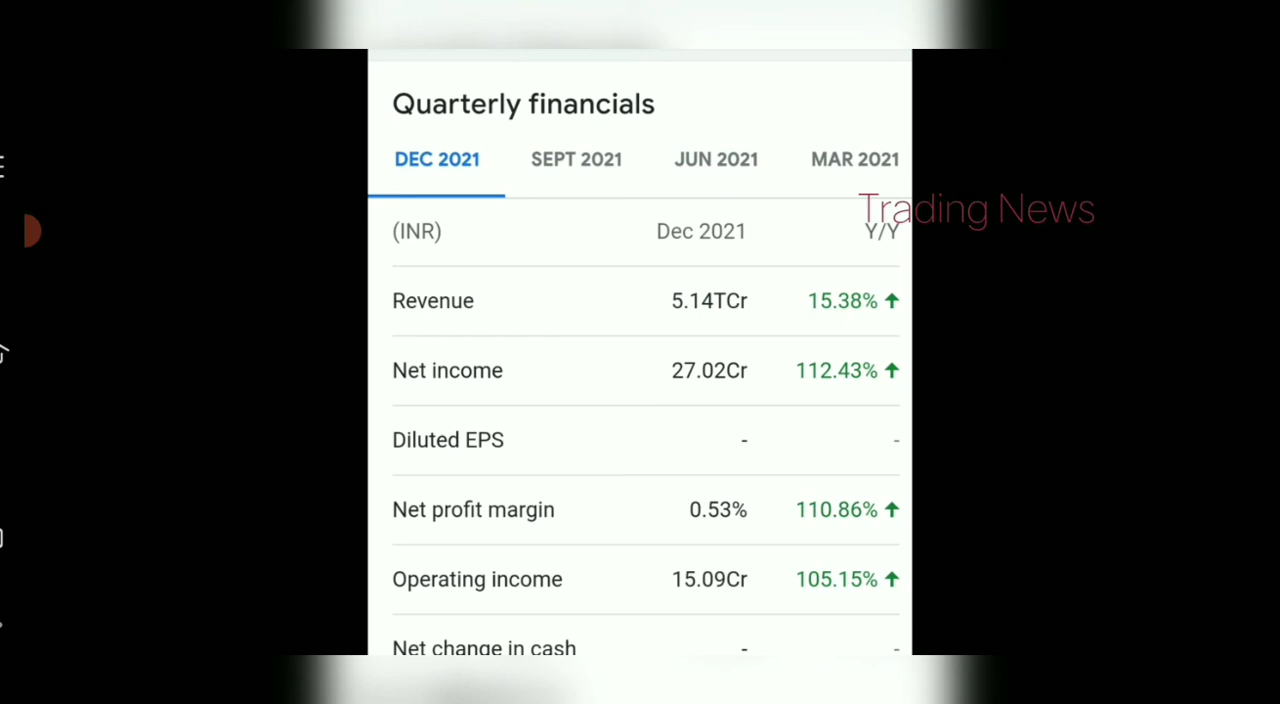 Quarterly financials
DEC 2021 SEPT 2021 JUN 2021 MAR 2021
Trading News
(INR) Dec 2021 Y/Y
Revenue 5.14TCr 15.38% ↑
Net income 27.02Cr 112.43% ↑
Diluted EPS - -
Net profit margin 0.53% 110.86% ↑
Operating income 15.09Cr 105.15% ↑
Net change in cash - -